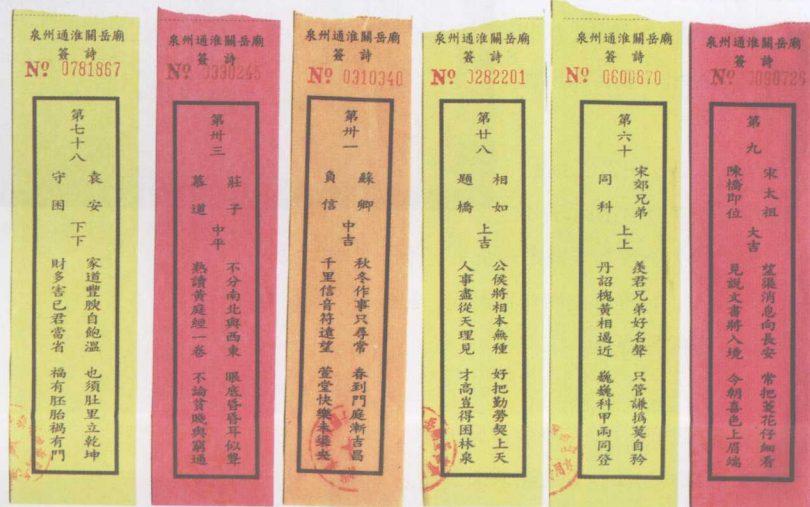 泉州通淮關岳廟
簽詩
Nº 0781867
第七十八
袁安
守困
下下
家道豐腴自飽溫 也須肚里立乾坤
財多害己君當省 福有胚胎禍有門
泉州通淮關岳廟
簽詩
Nº 0330245
第卅三
莊子
慕道
中平
不分南北與西東 眼底昏昏耳似聾
熟讀黃庭經一卷 不論貧賤與窮通
泉州通淮關岳廟
簽詩
Nº 0310340
第卅一
蘇卿
負信
中吉
秋冬作事只尋常 春到門庭漸吉昌
千里信音符遠望 萱堂快樂未渠央
泉州通淮關岳廟
簽詩
Nº 0282201
第廿八
相如
題橋
上吉
公侯將相本無種 好把勤勞契上天
人事盡從天理見 才高豈得困林泉
泉州通淮關岳廟
簽詩
Nº 0600870
第六十
宋郊兄弟
同科
上上
羨君兄弟好名聲 只管謙撝莫自矜
丹詔槐黃相逼近 巍巍科甲兩同登
泉州通淮關岳廟
簽詩
Nº
第九
宋太祖
陳橋即位
大吉
望渠消息向長安 常把菱花仔細看
見說文書將入境 今朝喜色上眉端